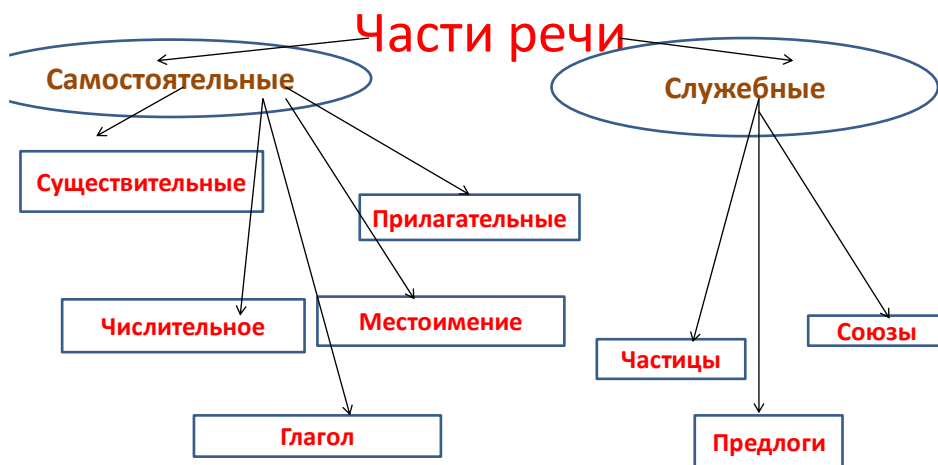 Части речи
Самостоятельные
Служебные
Существительные
Прилагательные
Числительное
Местоимение
Союзы
Частицы
Глагол
Предлоги